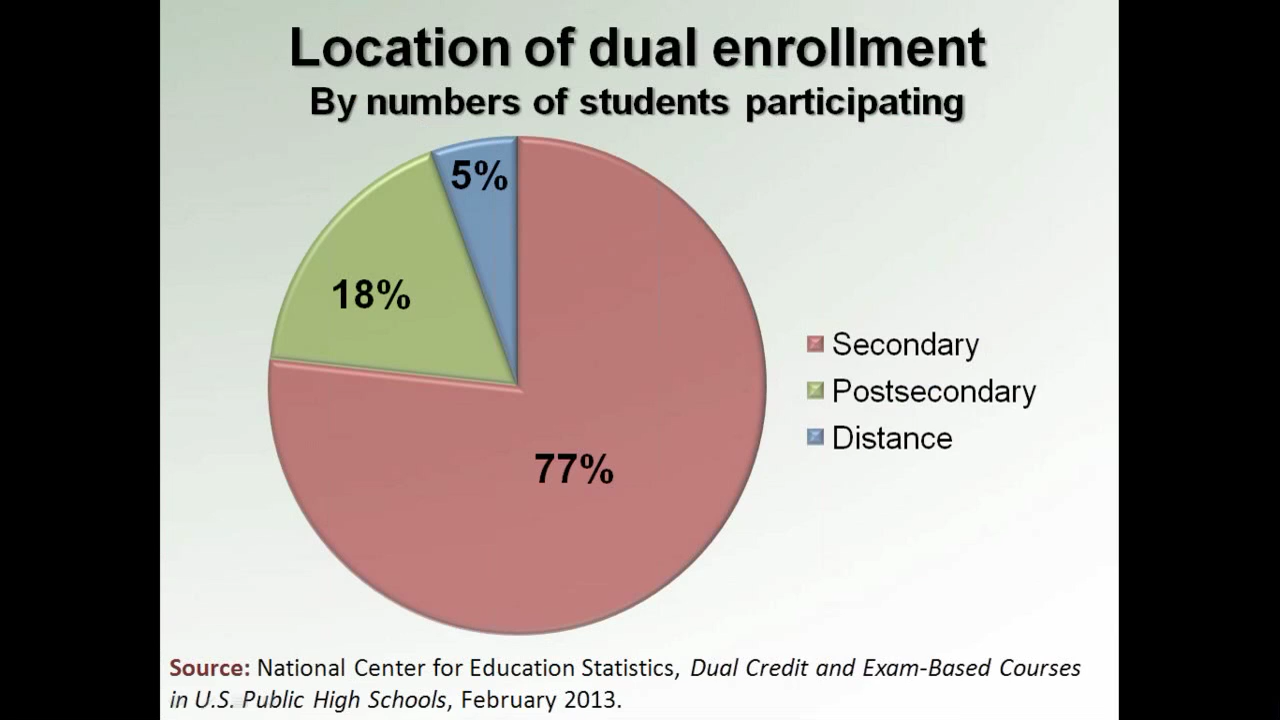 Location of dual enrollment
By numbers of students participating
5%
18%
77%
Secondary
Postsecondary
Distance
Source: National Center for Education Statistics, Dual Credit and Exam-Based Courses
in U.S. Public High Schools, February 2013.